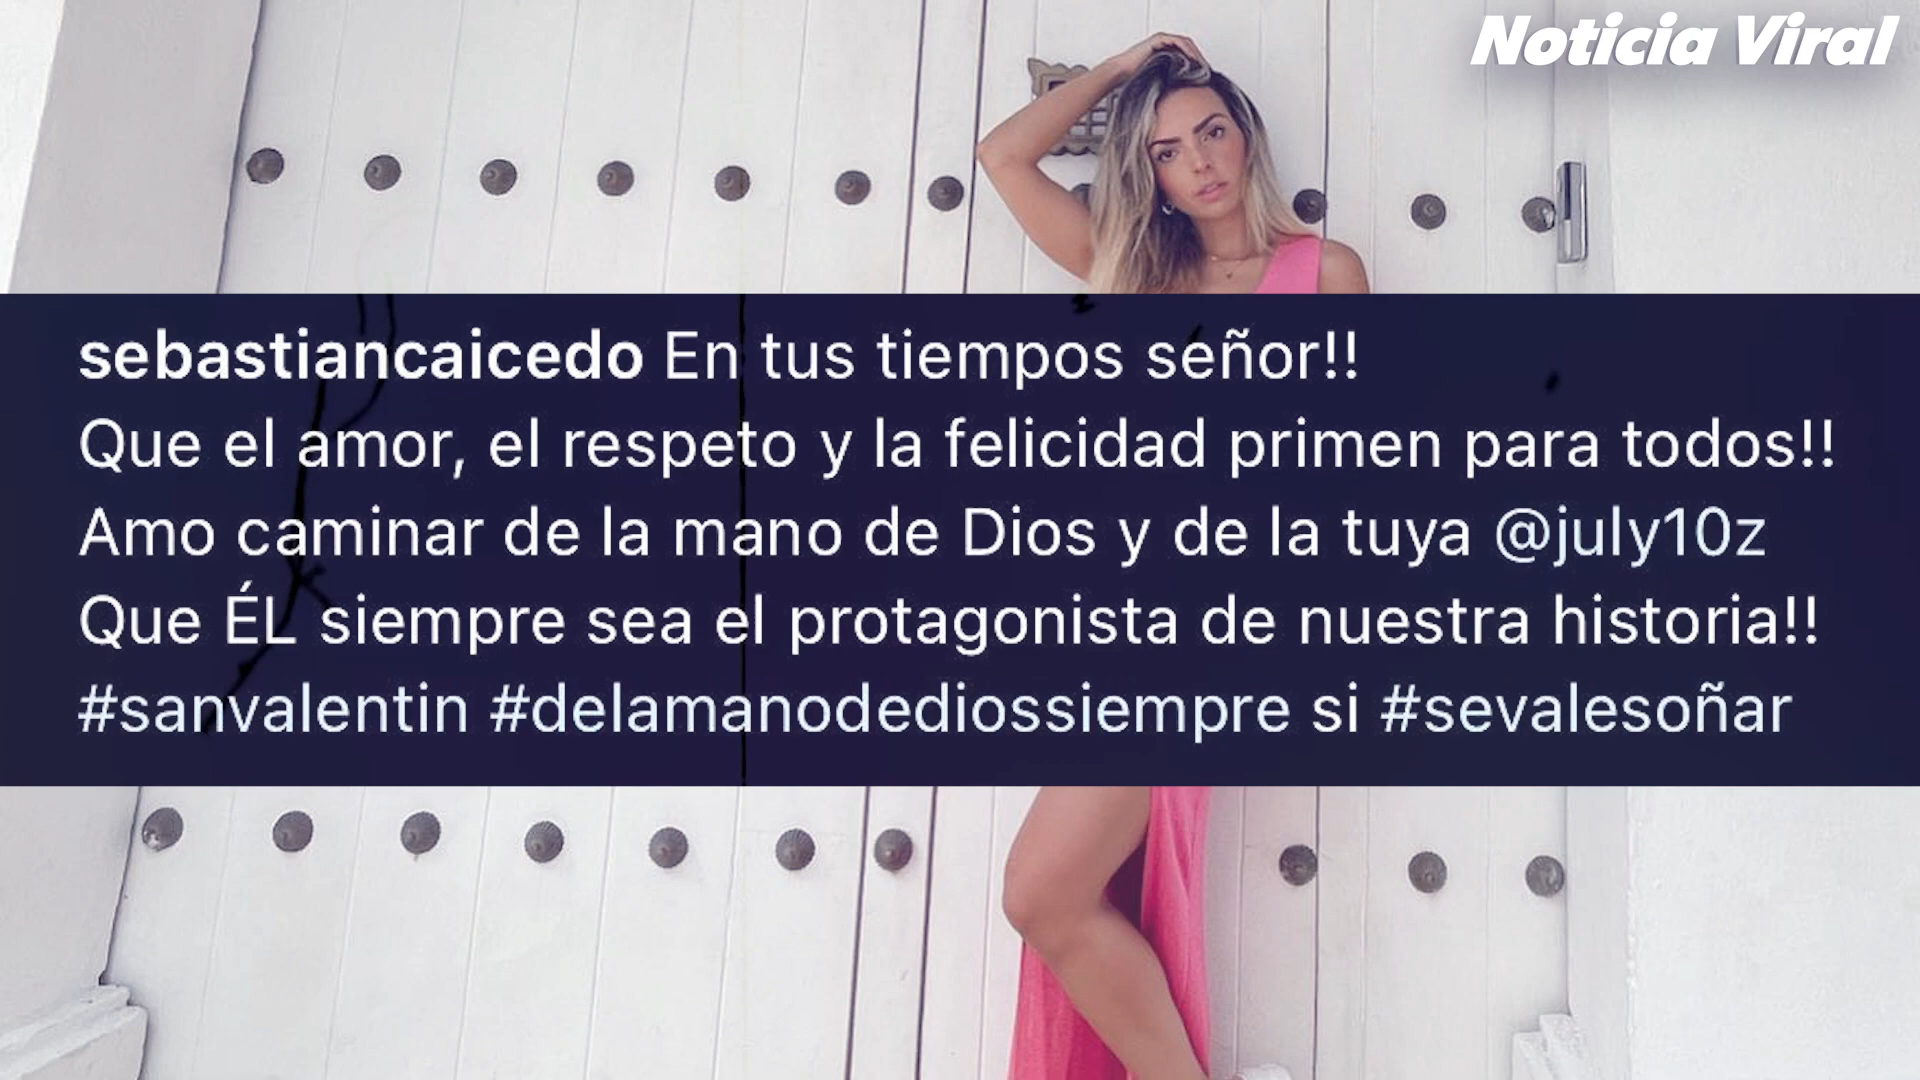 Noticia Viral
sebastiancaicedo En tus tiempos señor!!
Que el amor, el respeto y la felicidad primen para todos!!
Amo caminar de la mano de Dios y de la tuya @july10z
Que ÉL siempre sea el protagonista de nuestra historia!!
#sanvalentin #delamanodediossiempre si #sevalesoñar